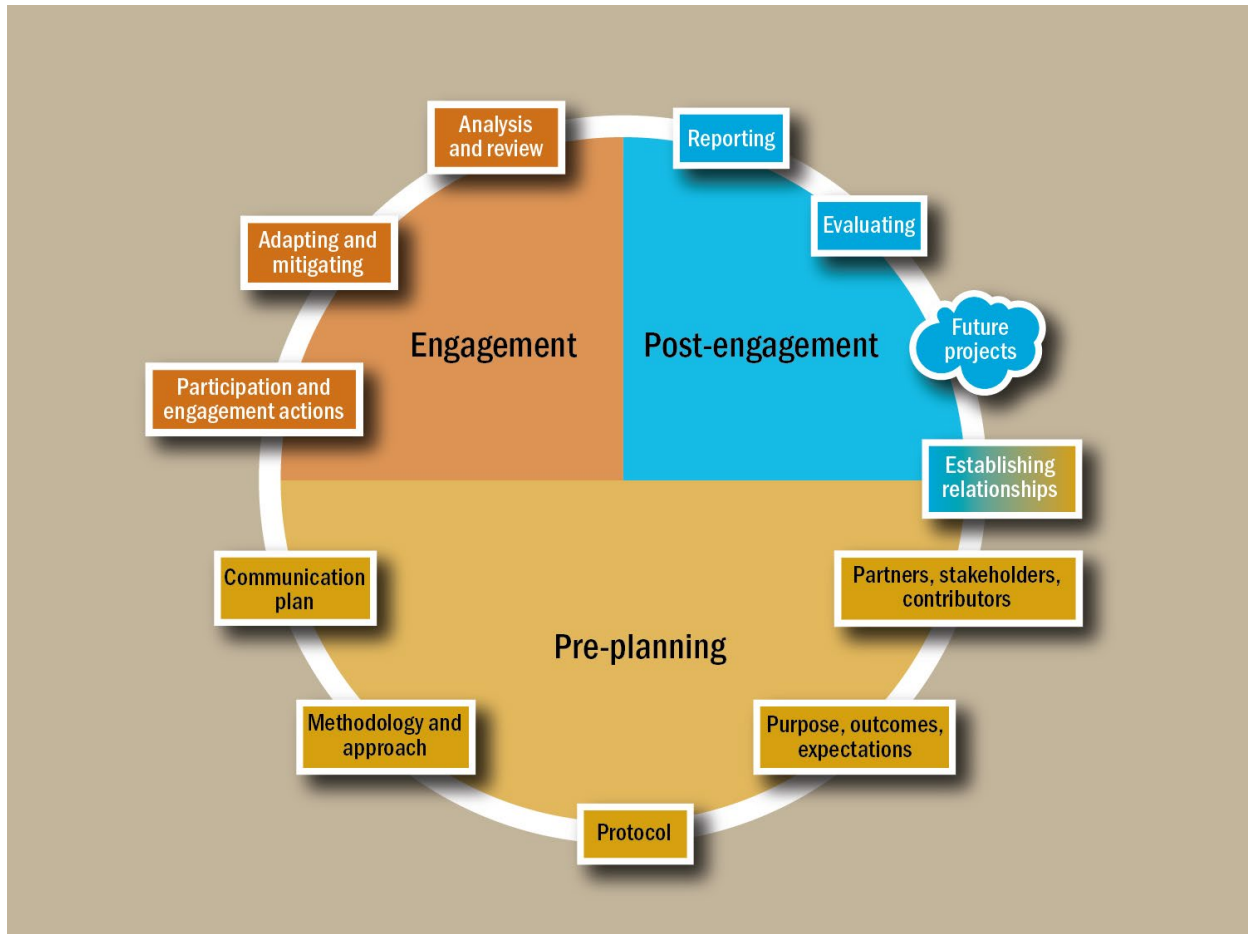 Analysis
and review
Reporting
Evaluating
Adapting and
mitigating
Future
projects
Engagement
Post-engagement
Participation and
engagement actions
Establishing
relationships
Communication
plan
Partners, stakeholders,
contributors
Pre-planning
Methodology and
approach
Purpose, outcomes,
expectations
Protocol